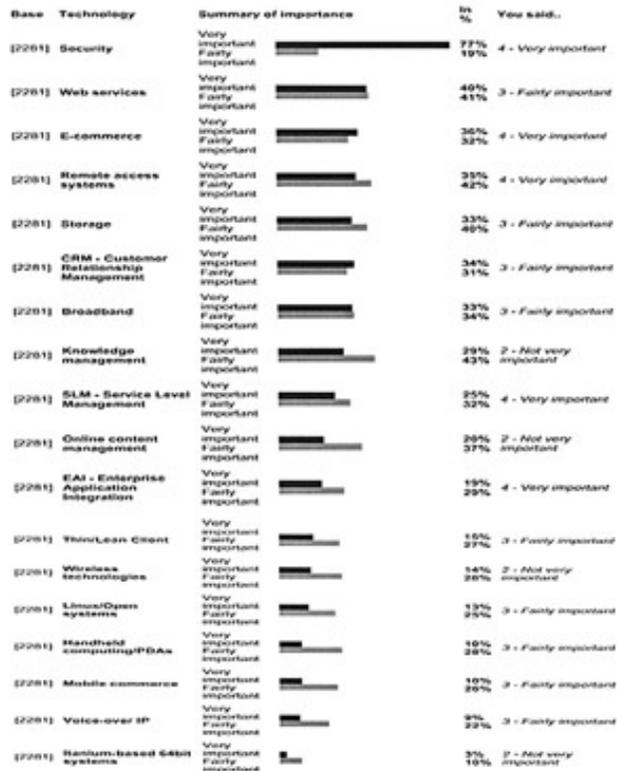 Base Technology Summary of importance In % You said..
[2281] Security Very important 77% 4 - Very important
Fairly important 19%
[2281] Web services Very important 40% 3 - Fairly important
Fairly important 41%
[2281] E-commerce Very important 36% 4 - Very important
Fairly important 32%
[2281] Remote access systems Very important 35% 4 - Very important
Fairly important 42%
[2281] Storage Very important 33% 3 - Fairly important
Fairly important 40%
[2281] CRM - Customer Relationship Management Very important 34% 3 - Fairly important
Fairly important 31%
[2281] Broadband Very important 33% 3 - Fairly important
Fairly important 34%
[2281] Knowledge management Very important 29% 2 - Not very important
Fairly important 43%
[2281] SLM - Service Level Management Very important 25% 4 - Very important
Fairly important 32%
[2281] Online content management Very important 20% 2 - Not very important
Fairly important 37%
[2281] EAI - Enterprise Application Integration Very important 19% 4 - Very important
Fairly important 29%
[2281] Thin/Lean Client Very important 15% 3 - Fairly important
Fairly important 27%
[2281] Wireless technologies Very important 14% 2 - Not very important
Fairly important 28%
[2281] Linux/Open systems Very important 13% 3 - Fairly important
Fairly important 25%
[2281] Handheld computing/PDAs Very important 10% 3 - Fairly important
Fairly important 28%
[2281] Mobile commerce Very important 10% 3 - Fairly important
Fairly important 26%
[2281] Voice-over IP Very important 9% 3 - Fairly important
Fairly important 22%
[2281] Itanium-based 64bit systems Very important 3% 2 - Not very important
Fairly important 10%